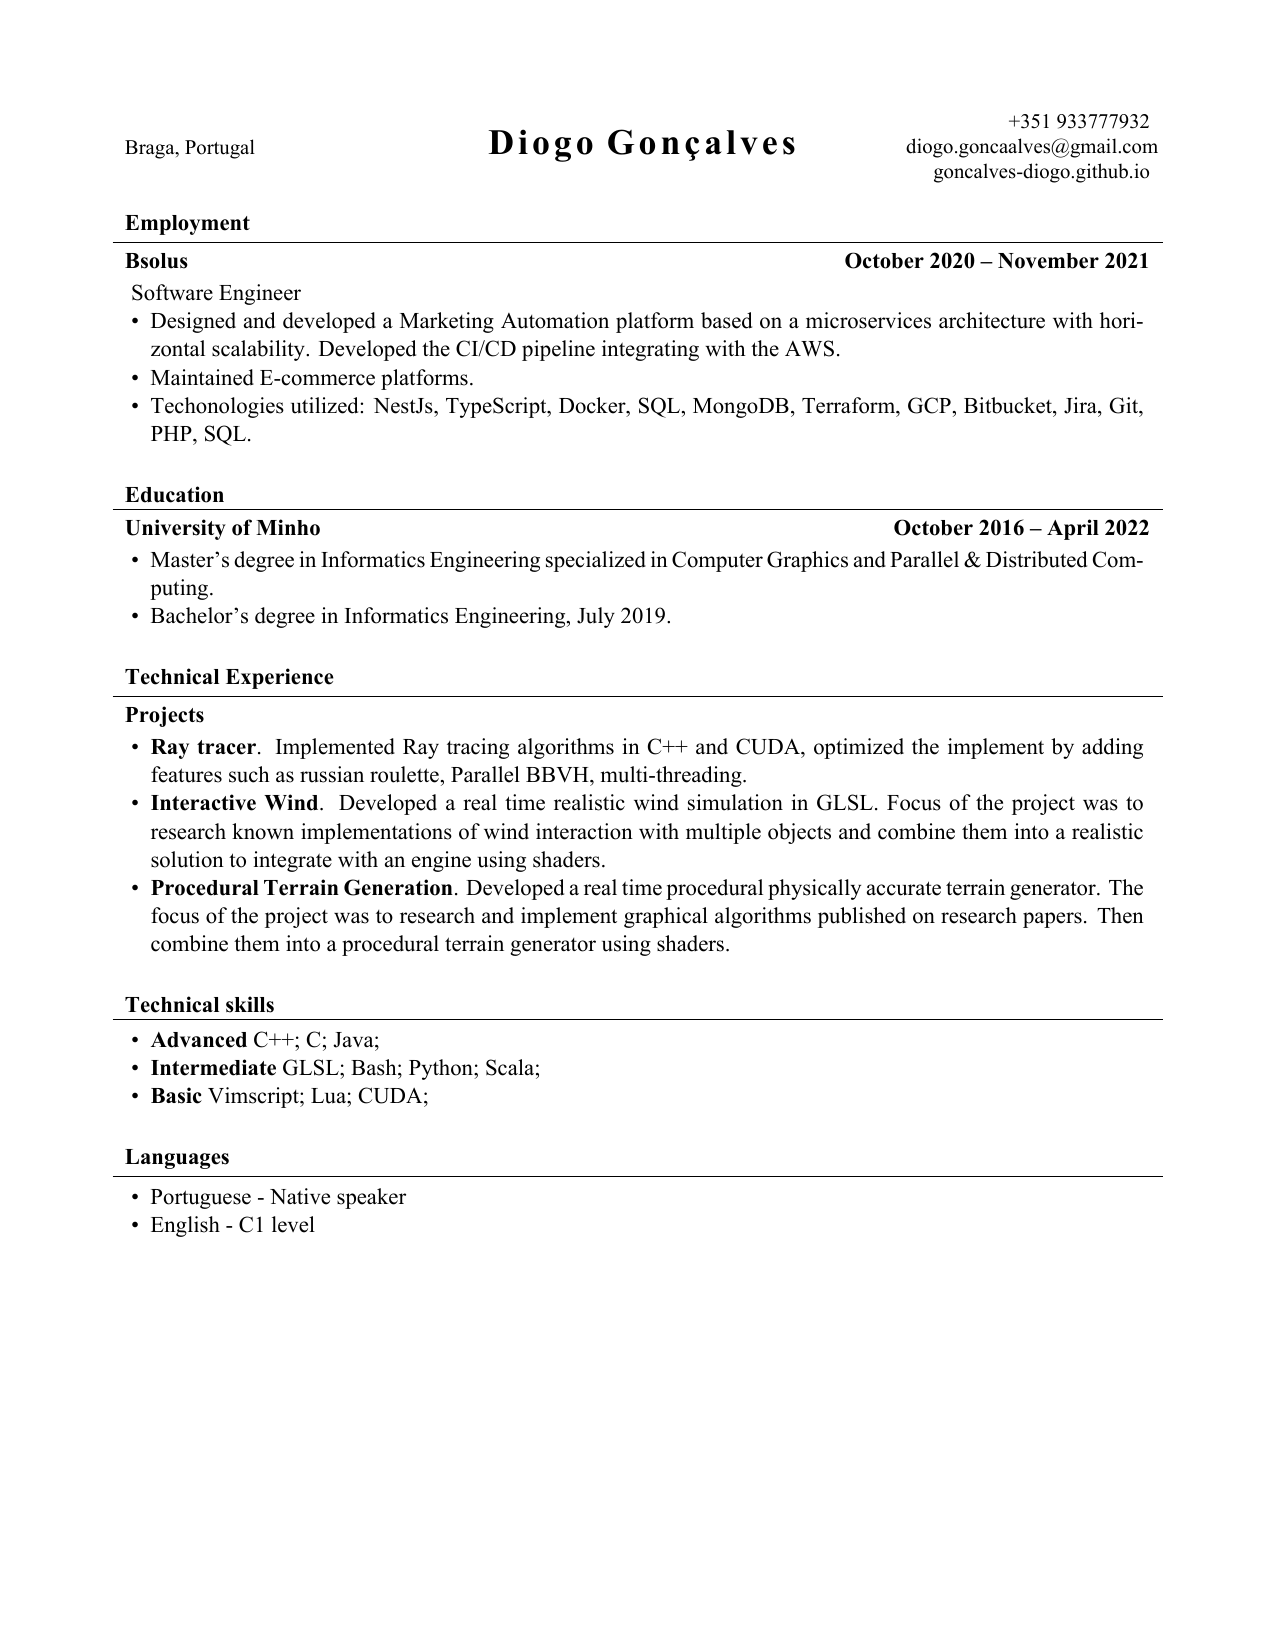 Braga, Portugal
Diogo Gonçalves
+351 933777932
diogo.goncaalves@gmail.com
goncalves-diogo.github.io
Employment
Bsolus October 2020 – November 2021
Software Engineer
• Designed and developed a Marketing Automation platform based on a microservices architecture with hori-
zontal scalability. Developed the CI/CD pipeline integrating with the AWS.
• Maintained E-commerce platforms.
• Techonologies utilized: NestJs, TypeScript, Docker, SQL, MongoDB, Terraform, GCP, Bitbucket, Jira, Git,
PHP, SQL.
Education
University of Minho October 2016 – April 2022
• Master’s degree in Informatics Engineering specialized in Computer Graphics and Parallel & Distributed Com-
puting.
• Bachelor’s degree in Informatics Engineering, July 2019.
Technical Experience
Projects
• Ray tracer. Implemented Ray tracing algorithms in C++ and CUDA, optimized the implement by adding
features such as russian roulette, Parallel BBVH, multi-threading.
• Interactive Wind. Developed a real time realistic wind simulation in GLSL. Focus of the project was to
research known implementations of wind interaction with multiple objects and combine them into a realistic
solution to integrate with an engine using shaders.
• Procedural Terrain Generation. Developed a real time procedural physically accurate terrain generator. The
focus of the project was to research and implement graphical algorithms published on research papers. Then
combine them into a procedural terrain generator using shaders.
Technical skills
• Advanced C++; C; Java;
• Intermediate GLSL; Bash; Python; Scala;
• Basic Vimscript; Lua; CUDA;
Languages
• Portuguese - Native speaker
• English - C1 level